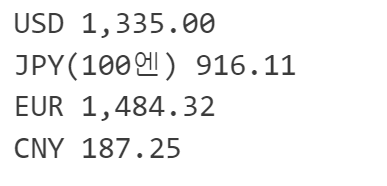 USD 1,335.00
JPY(100엔) 916.11
EUR 1,484.32
CNY 187.25